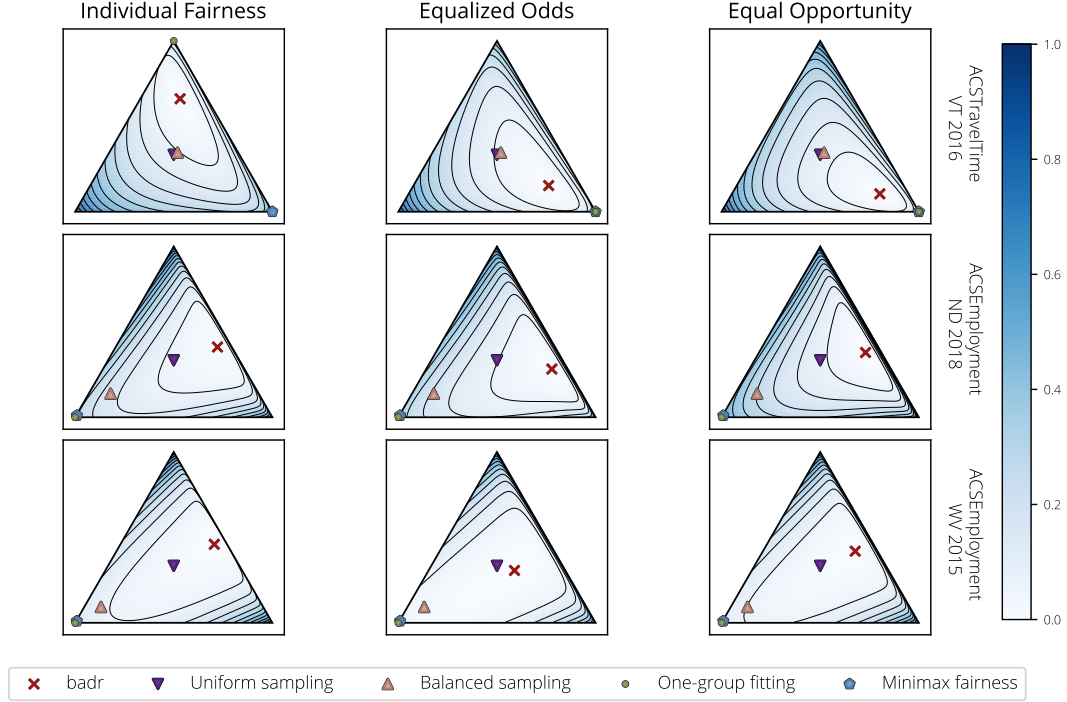 Individual Fairness
Equalized Odds
Equal Opportunity
ACSTravelTime
VT 2016
ACSEmployment
ND 2018
ACSEmployment
WV 2015
1.0
0.8
0.6
0.4
0.2
0.0
badr
Uniform sampling
Balanced sampling
One-group fitting
Minimax fairness